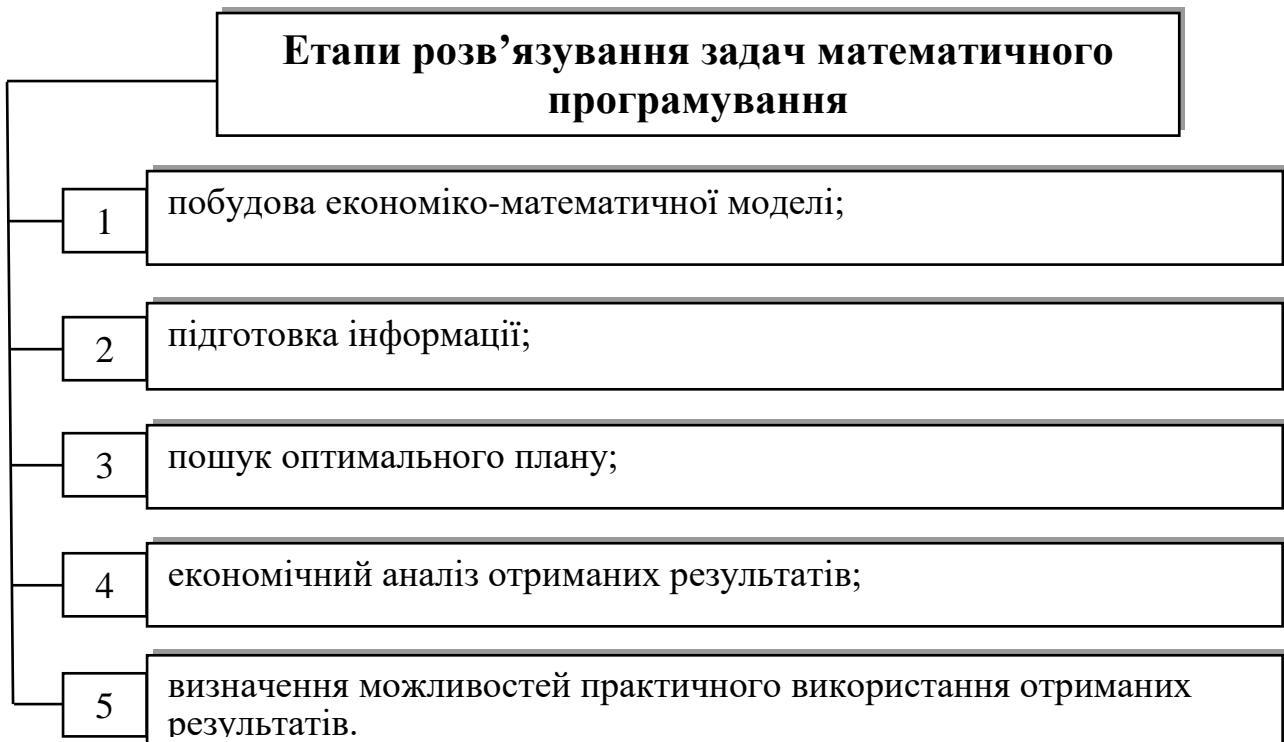 Етапи розв’язування задач математичного
програмування
1
побудова економіко-математичної моделі;
2
підготовка інформації;
3
пошук оптимального плану;
4
економічний аналіз отриманих результатів;
5
визначення можливостей практичного використання отриманих
результатів.